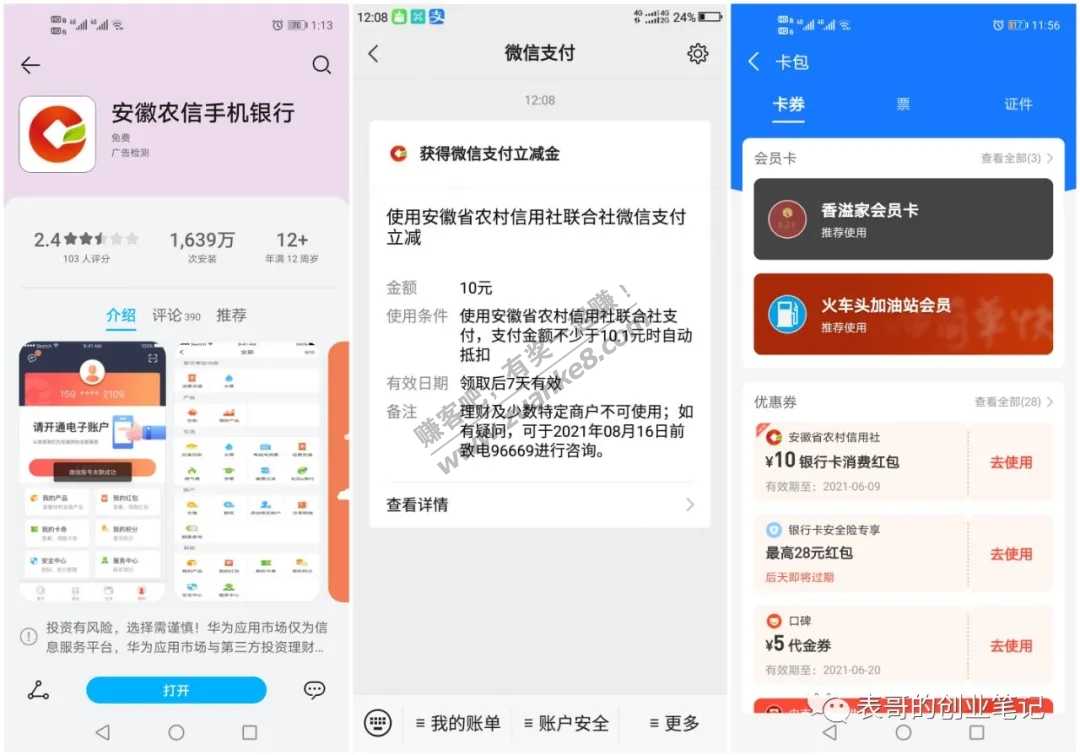 1:13
安徽农信手机银行
免费
广告检测
2.4
1,639万
12+
103 人评分
次安装
年满 12 周岁
介绍
评论 390
推荐
159 **** 2109
请开通电子账户
我的产品
我的红包
我的卡券
我的积分
安全中心
服务中心
投资有风险，选择需谨慎！华为应用市场仅为信
息服务平台，华为应用市场与第三方投资理财...
打开
12:08
24%
微信支付
12:08
获得微信支付立减金
使用安徽省农村信用社联合社微信支付
立减
金额 10元
使用条件 使用安徽省农村信用社联合社支
付，支付金额不少于10.1元时自动
抵扣
有效日期 领取后7天有效
备注 理财及少数特定商户不可使用；如
有疑问，可于2021年08月16日前
致电96669进行咨询。
查看详情
我的账单
账户安全
更多
赚客吧，有奖一起赚！
www.zuanke8.com
11:56
卡包
卡券
票
证件
会员卡
查看全部(3)
香溢家会员卡
推荐使用
火车头加油站会员
推荐使用
优惠券
查看全部(28)
安徽省农村信用社
¥10 银行卡消费红包
有效期至：2021-06-09
去使用
银行卡安全险专享
最高28元红包
后天即将过期
去使用
口碑
¥5 代金券
有效期至：2021-06-20
去使用
表哥的创业笔记